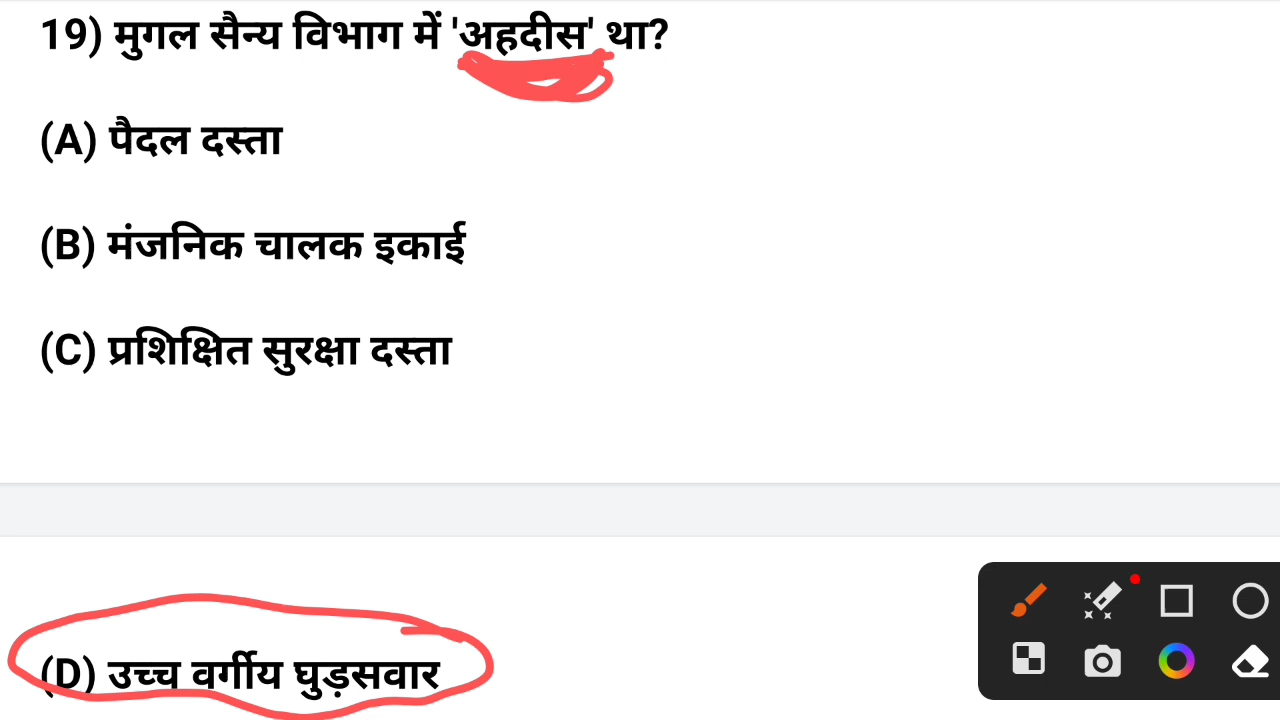 19) मुगल सैन्य विभाग में 'अहदीस' था?
(A) पैदल दस्ता
(B) मंजनिक चालक इकाई
(C) प्रशिक्षित सुरक्षा दस्ता
(D) उच्च वर्गीय घुड़सवार